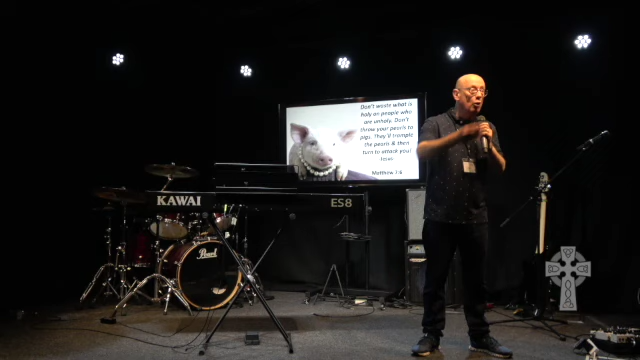 Don't waste what is
holy on people who
are unholy. Don't
throw your pearls to
pigs. They'll trample
the pearls & then
turn to attack you!
Matthew 7:6
KAWAI
ES8
Pearl